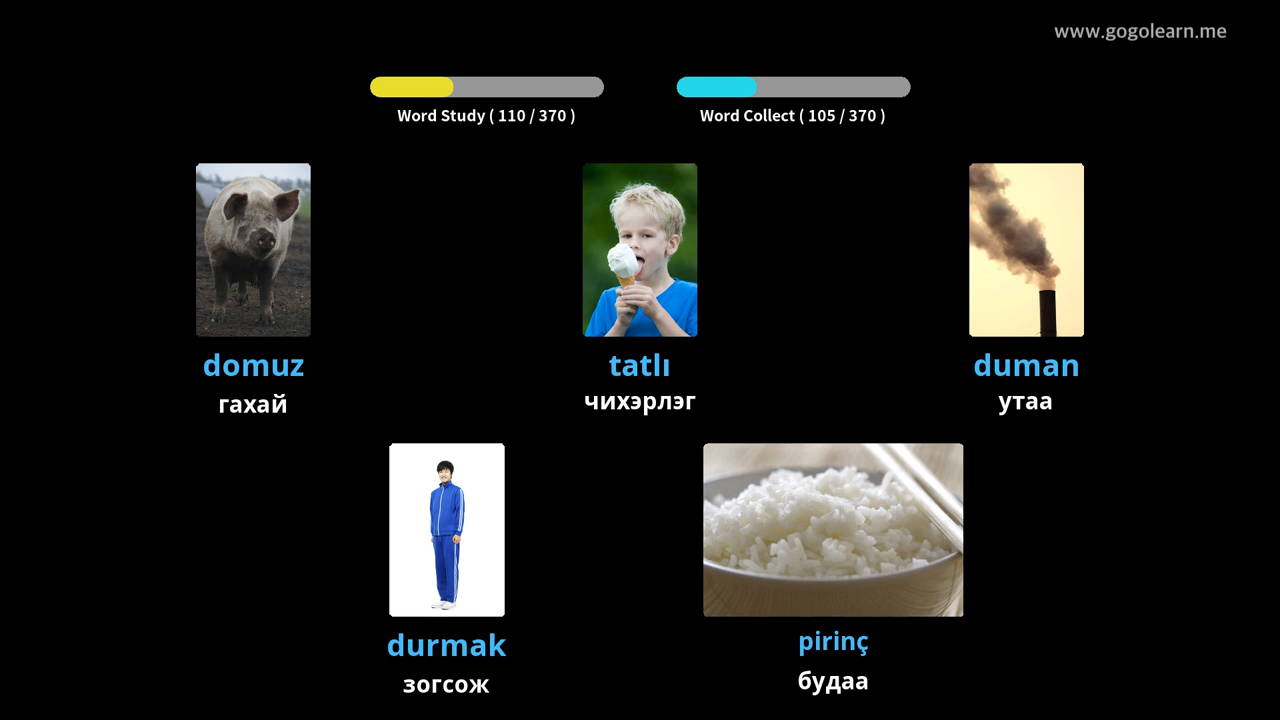 www.gogolearn.me
Word Study ( 110 / 370 )
Word Collect ( 105 / 370 )
domuz
гахай
tatlı
чихэрлэг
duman
утаа
durmak
зогсож
pirinç
будаа